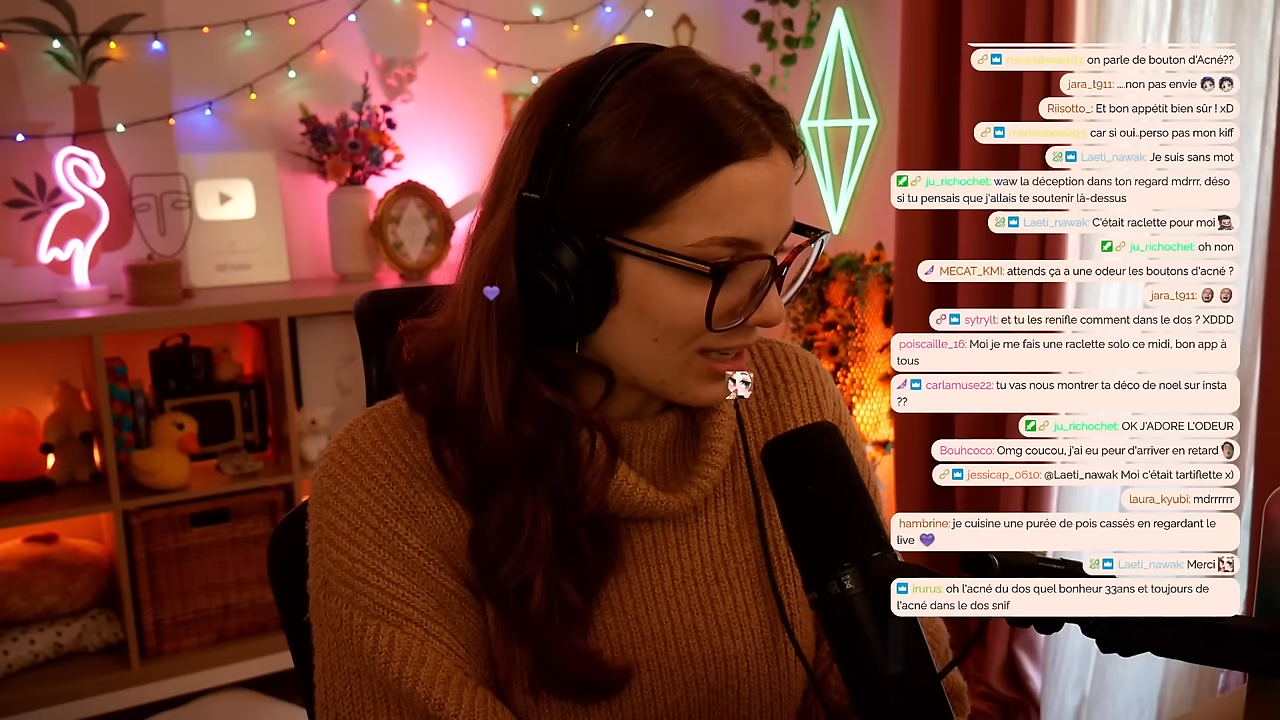 on parle de bouton d'Acné??
jara_t911: ....non pas envie
Riisotto_: Et bon appétit bien sûr ! xD
car si oui..perso pas mon kiff
Laeti_nawak: Je suis sans mot
ju_richochet: waw la déception dans ton regard mdrrr, déso
si tu pensais que j'allais te soutenir là-dessus
Laeti_nawak: C'était raclette pour moi
ju_richochet: oh non
MECAT_KMI: attends ça a une odeur les boutons d'acné ?
jara_t911:
sytrylt: et tu les renifle comment dans le dos ? XDDD
poiscaille_16: Moi je me fais une raclette solo ce midi, bon app à
tous
carlamuse22: tu vas nous montrer ta déco de noel sur insta
??
ju_richochet: OK J'ADORE L'ODEUR
Bouhcoco: Omg coucou, j'ai eu peur d'arriver en retard
jessicap_0610: @Laeti_nawak Moi c'était tartiflette x)
laura_kyubi: mdrrrrrr
hambrine: je cuisine une purée de pois cassés en regardant le
live
Laeti_nawak: Merci
irurus: oh l'acné du dos quel bonheur 33ans et toujours de
l'acné dans le dos snif